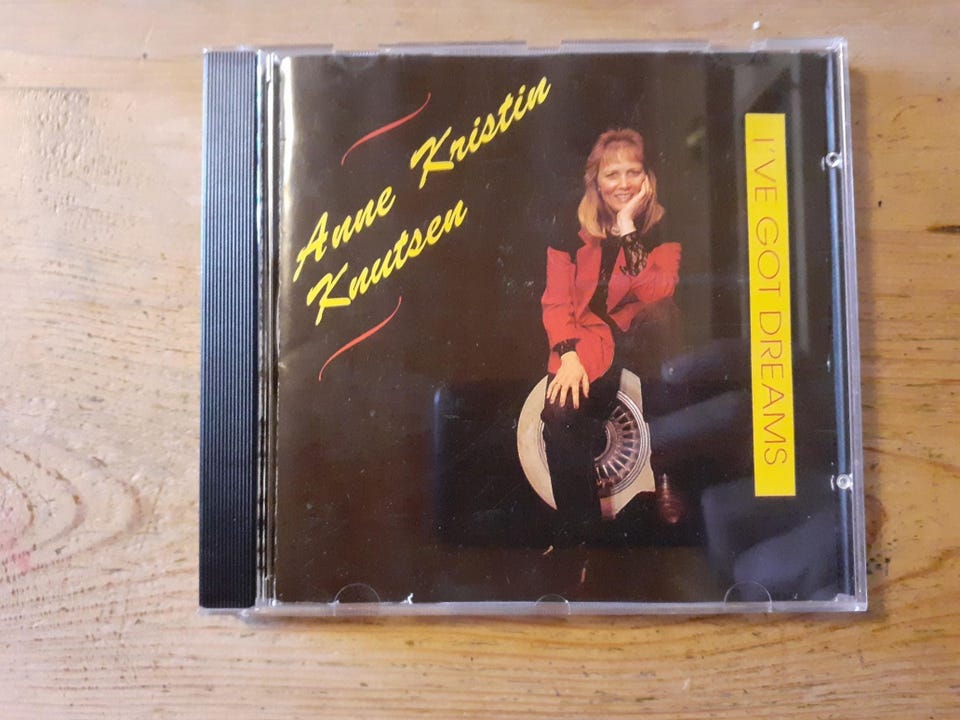 Anne Kristin
Knutsen
I'VE GOT DREAMS